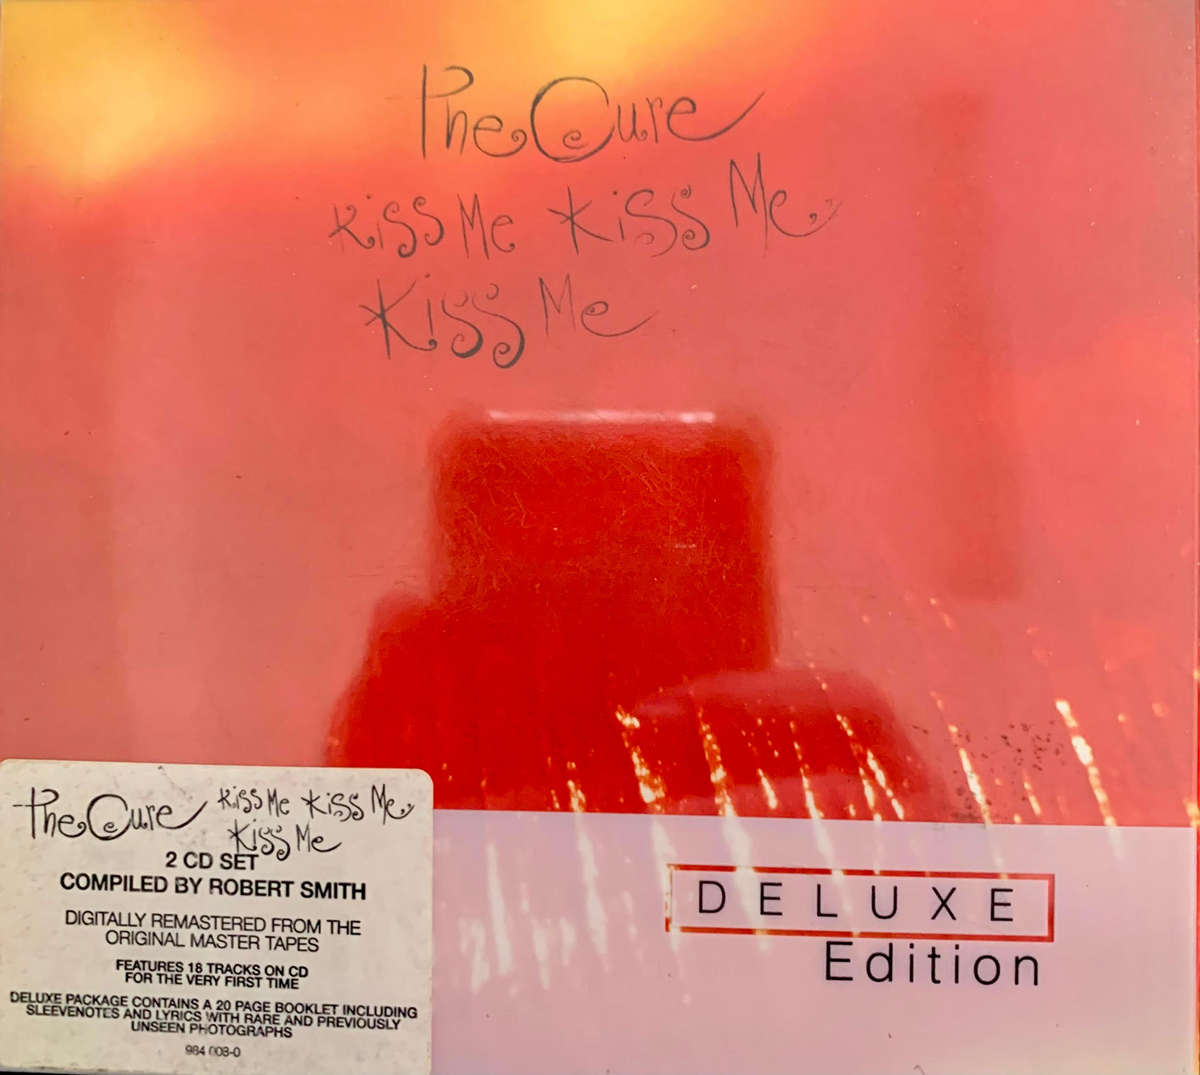 The Cure
Kiss Me Kiss Me
Kiss Me
The Cure Kiss Me Kiss Me
Kiss Me
2 CD SET
COMPILED BY ROBERT SMITH
DIGITALLY REMASTERED FROM THE
ORIGINAL MASTER TAPES
FEATURES 18 TRACKS ON CD
FOR THE VERY FIRST TIME
DELUXE PACKAGE CONTAINS A 20 PAGE BOOKLET INCLUDING
SLEEVENOTES AND LYRICS WITH RARE AND PREVIOUSLY
UNSEEN PHOTOGRAPHS
984 008-0
DELUXE
Edition